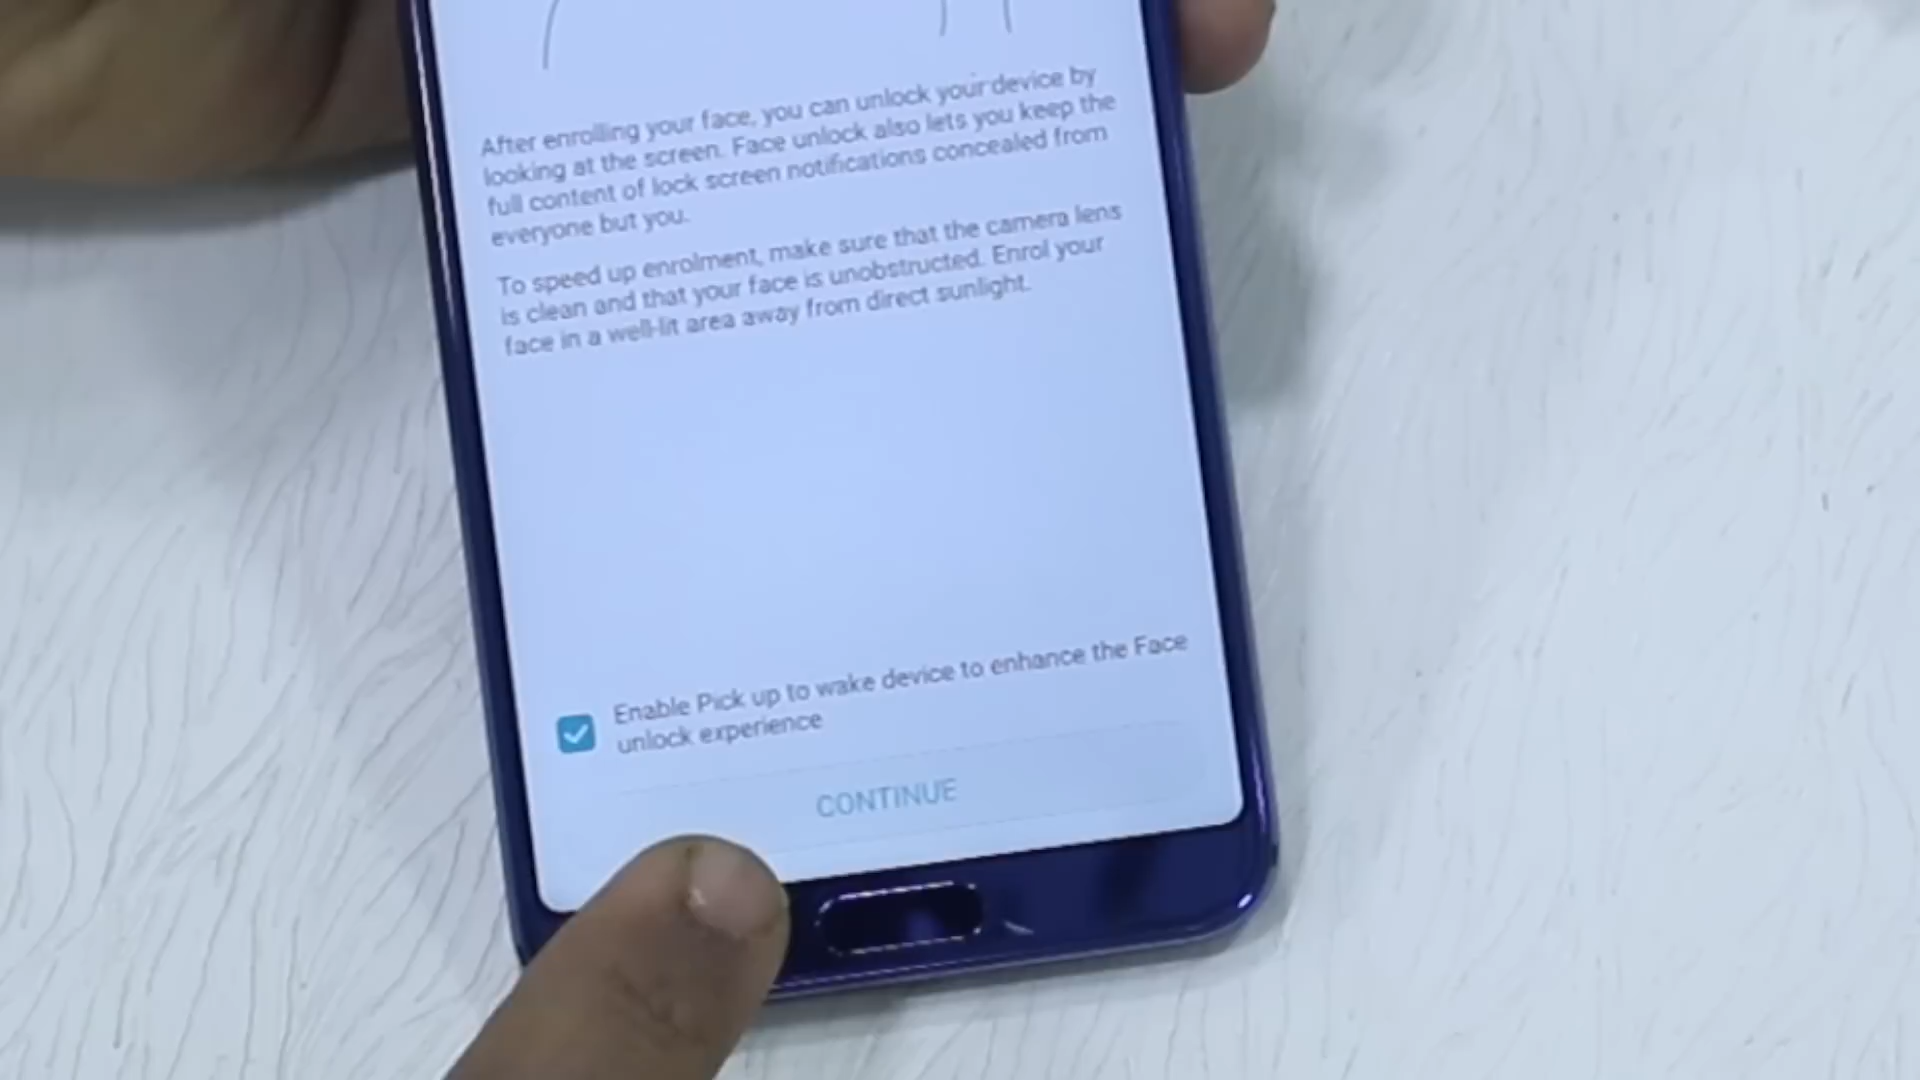 After enrolling your face, you can unlock your device by
looking at the screen. Face unlock also lets you keep the
full content of lock screen notifications concealed from
everyone but you.
To speed up enrolment, make sure that the camera lens
is clean and that your face is unobstructed. Enrol your
face in a well-lit area away from direct sunlight.
Enable Pick up to wake device to enhance the Face
unlock experience
CONTINUE